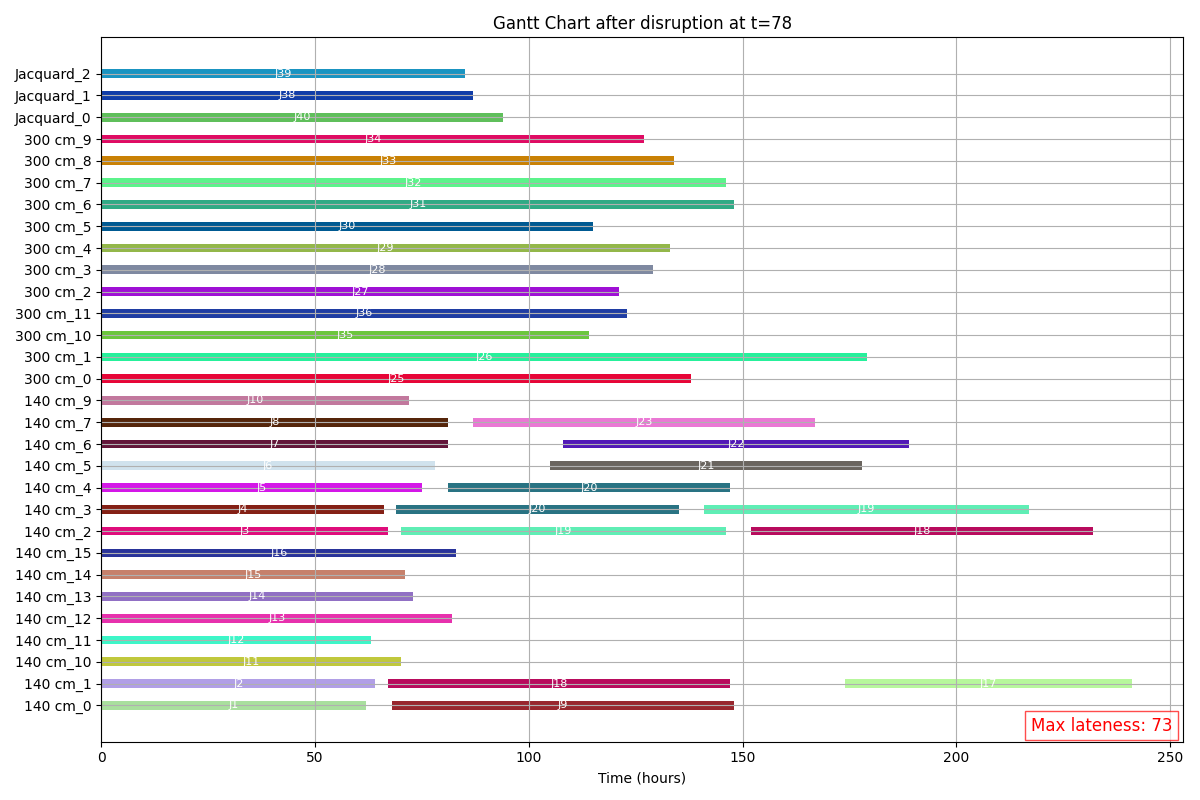 Gantt Chart after disruption at t=78
Jacquard_2 J39
Jacquard_1 J38
Jacquard_0 J40
300 cm_9 J34
300 cm_8 J33
300 cm_7 J32
300 cm_6 J31
300 cm_5 J30
300 cm_4 J29
300 cm_3 J28
300 cm_2 J27
300 cm_11 J36
300 cm_10 J35
300 cm_1 J26
300 cm_0 J25
140 cm_9 J10
140 cm_7 J8 J23
140 cm_6 J7 J22
140 cm_5 J6 J21
140 cm_4 J5 J20
140 cm_3 J4 J20 J19
140 cm_2 J3 J19 J18
140 cm_15 J16
140 cm_14 J15
140 cm_13 J14
140 cm_12 J13
140 cm_11 J12
140 cm_10 J11
140 cm_1 J2 J18 J17
140 cm_0 J1 J9
Max lateness: 73
0 50 100 150 200 250
Time (hours)